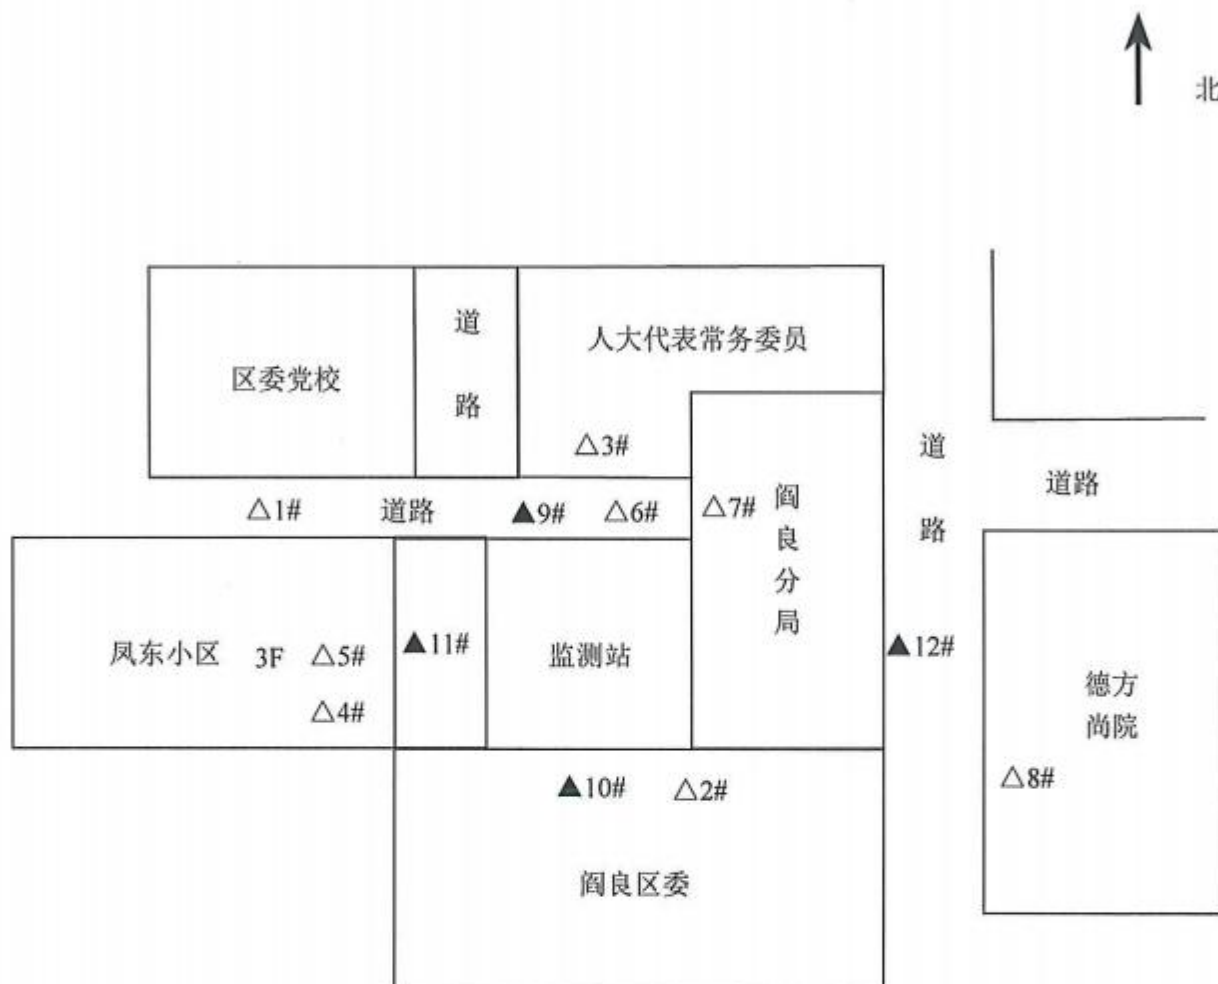 北
道
路
区委党校
人大代表常务委员
△3#
道
路
道路
△1#
道路
▲9#
△6#
△7#
阎
良
分
局
凤东小区
3F
△5#
△4#
▲11#
监测站
▲12#
德方
尚院
△8#
▲10#
△2#
阎良区委